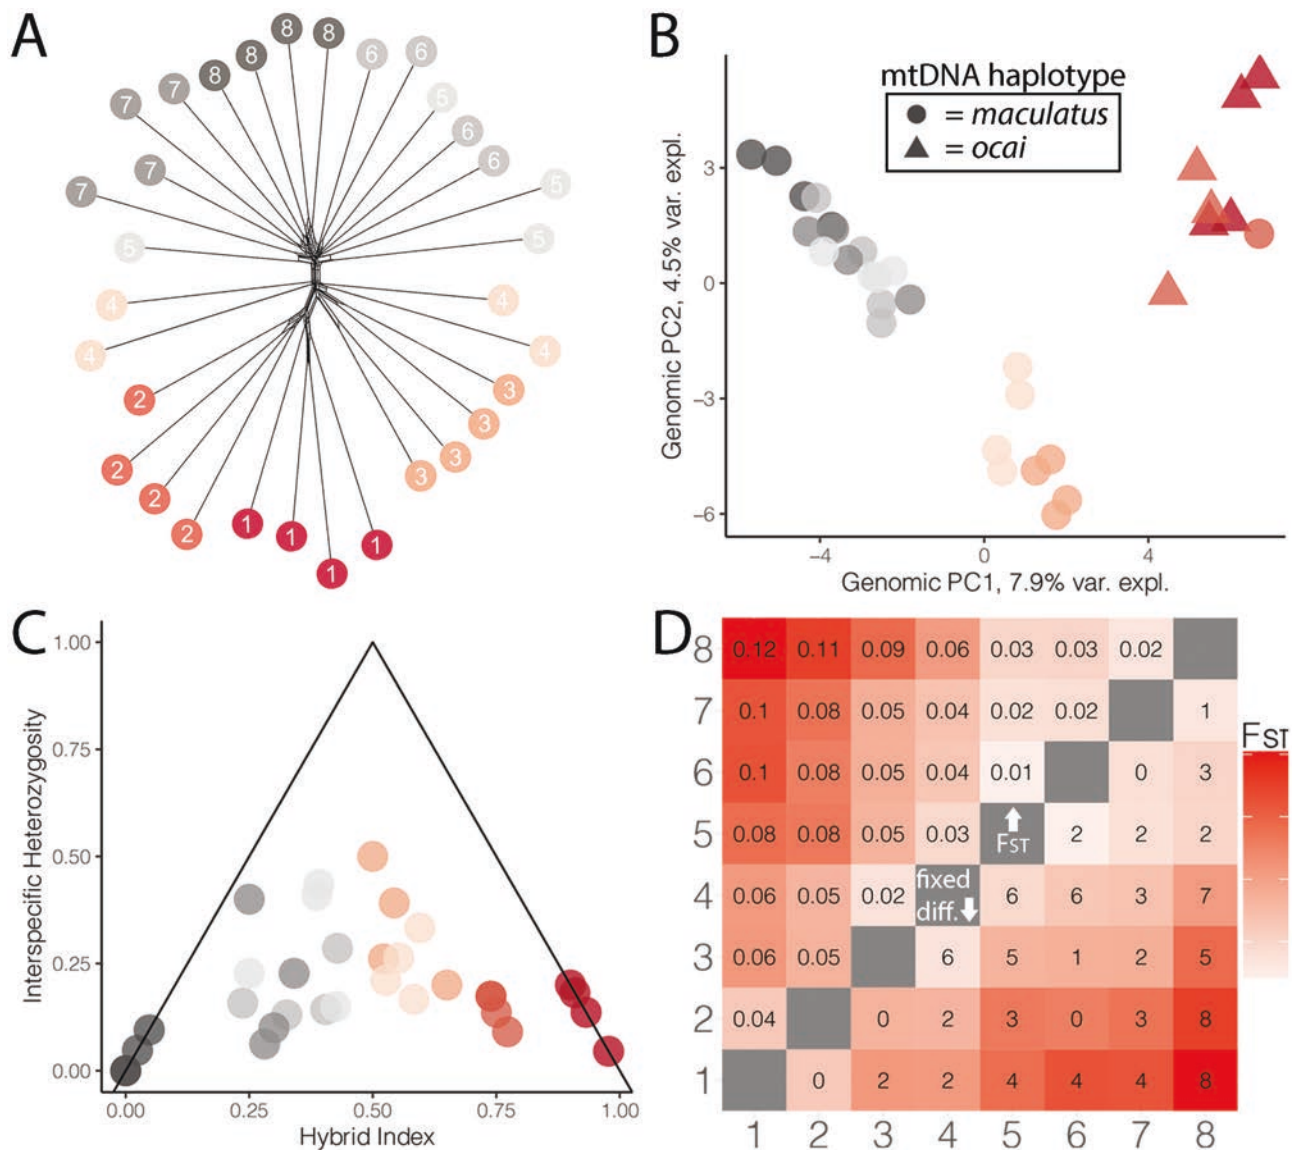 A
8 8 6 6
8 8 5
7 7 6
7 6
7 5
5 5
4 4
4 4
2 3
3
2 3
2 3
2 1 1 1
1
B
mtDNA haplotype
= maculatus
= ocai
Genomic PC2, 4.5% var. expl.
3
0
−3
−6
−4 0 4
Genomic PC1, 7.9% var. expl.
C
Interspecific Heterozygosity
1.00
0.75
0.50
0.25
0.00
0.00 0.25 0.50 0.75 1.00
Hybrid Index
D
8 0.12 0.11 0.09 0.06 0.03 0.03 0.02
7 0.1 0.08 0.05 0.04 0.02 0.02 1
6 0.1 0.08 0.05 0.04 0.01 0 3
5 0.08 0.08 0.05 0.03 FST 2 2 2
4 0.06 0.05 0.02 fixed diff. 6 6 3 7
3 0.06 0.05 6 5 1 2 5
2 0.04 0 2 3 0 3 8
1 0 2 2 4 4 4 8
1 2 3 4 5 6 7 8
FST